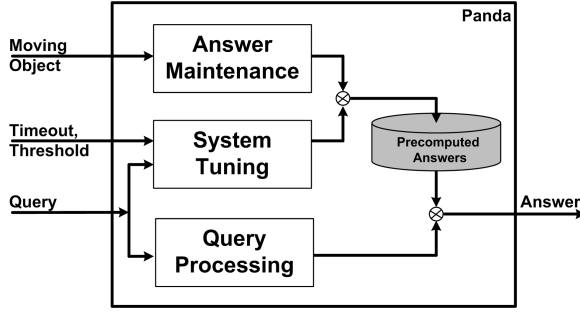 Panda
Moving
Object
Answer
Maintenance
Timeout,
Threshold
System
Tuning
Precomputed
Answers
Query
Answer
Query
Processing